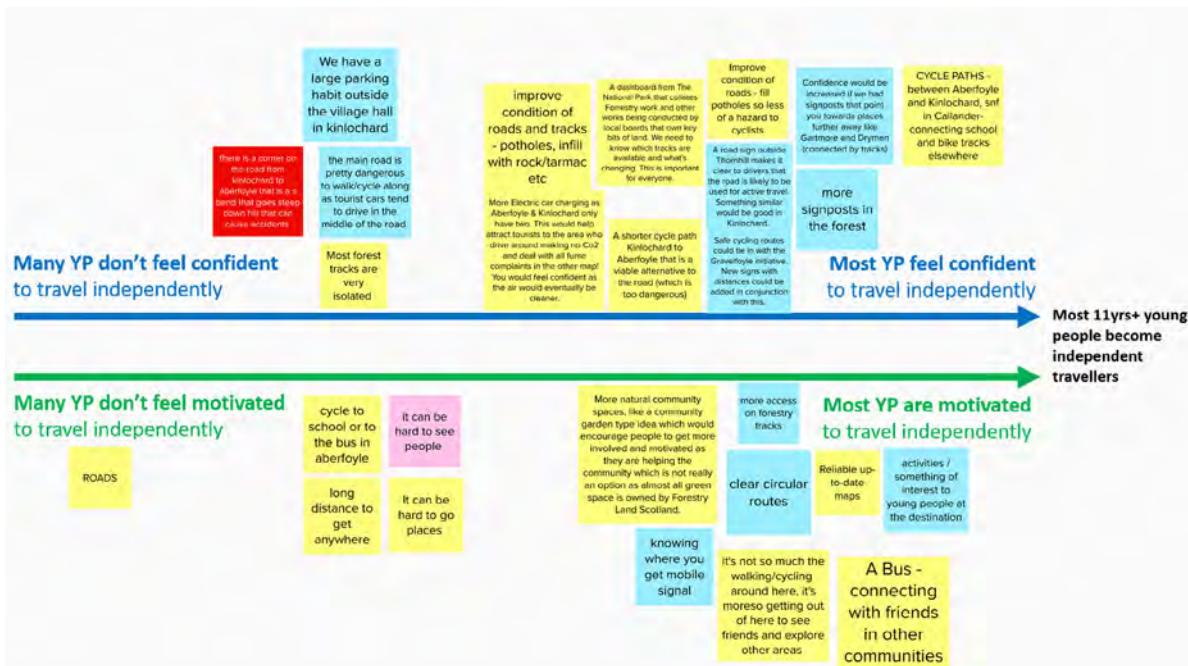 We have a
large parking
habit outside
the village hall
in kinlochard
there is a corner on
the road from
kinlochard to
Aberfoyle that is a s
bend that goes steep
down hill that can
cause accidents
the main road is
pretty dangerous
to walk/cycle along
as tourist cars tend
to drive in the
middle of the road
Most forest
tracks are
very
isolated
improve
condition of
roads and tracks
- potholes, infill
with rock/tarmac
etc
A dashboard from The
National Park that collates
Forestry work and other
works being conducted by
local boards that own key
bits of land. We need to
know which tracks are
available and what's
changing. This is important
for everyone.
Improve
condition of
roads - fill
potholes so less
of a hazard to
cyclists
Confidence would be
increased if we had
signposts that point
you towards places
further away like
Gartmore and Drymen
(connected by tracks)
CYCLE PATHS -
between Aberfoyle
and Kinlochard, snf
in Callander-
connecting school
and bike tracks
elsewhere
More Electric car charging as
Aberfoyle & Kinlochard only
have two. This would help
attract tourists to the area
who drive around making no Co2
and deal with all fume
complaints in the other map!
You would feel confident as
the air would eventually be
cleaner.
A shorter cycle path
Kinlochard to
Aberfoyle that is a
viable alternative to
the road (which is
too dangerous)
A road sign outside
Thornhill makes it
clear to drivers that
the road is likely to be
used for active travel.
Something similar
would be good in
Kinlochard.
Safe cycling routes
could tie in with the
Gravelfoyle initiative.
New signs with
distances could be
added in conjunction
with this.
more
signposts in
the forest
Many YP don't feel confident
to travel independently
Most YP feel confident
to travel independently
Most 11yrs+ young
people become
independent
travellers
Many YP don't feel motivated
to travel independently
Most YP are motivated
to travel independently
ROADS
cycle to
school or to
the bus in
aberfoyle
it can be
hard to see
people
long
distance to
get
anywhere
It can be
hard to go
places
More natural community
spaces, like a community
garden type idea which would
encourage people to get more
involved and motivated as
they are helping the
community which is not really
an option as almost all green
space is owned by Forestry
Land Scotland.
more access
on forestry
tracks
clear circular
routes
Reliable up-
to-date
maps
activities /
something of
interest to
young people at
the destination
knowing
where you
get mobile
signal
it's not so much the
walking/cycling
around here, it's
moreso getting out
of here to see
friends and explore
other areas
A Bus -
connecting
with friends
in other
communities